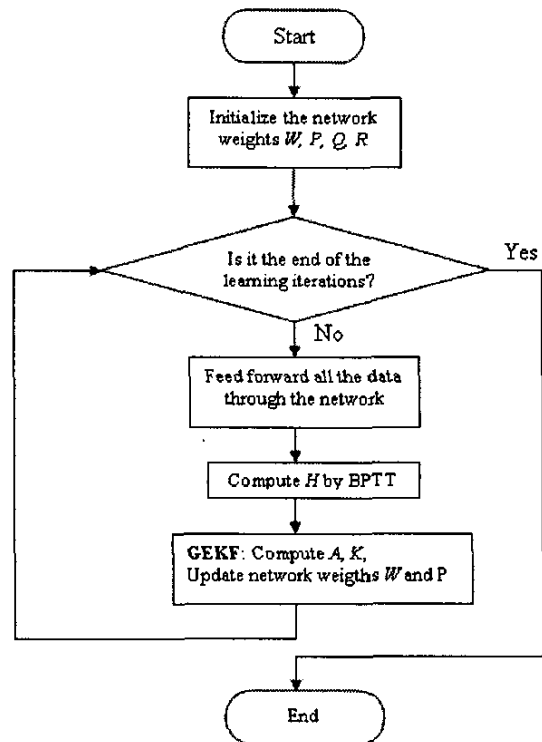 Start
Initialize the network
weights W, P, Q, R
Is it the end of the
learning iterations?
Yes
No
Feed forward all the data
through the network
Compute H by BPTT
GEKF: Compute A, K,
Update network weigths W and P
End